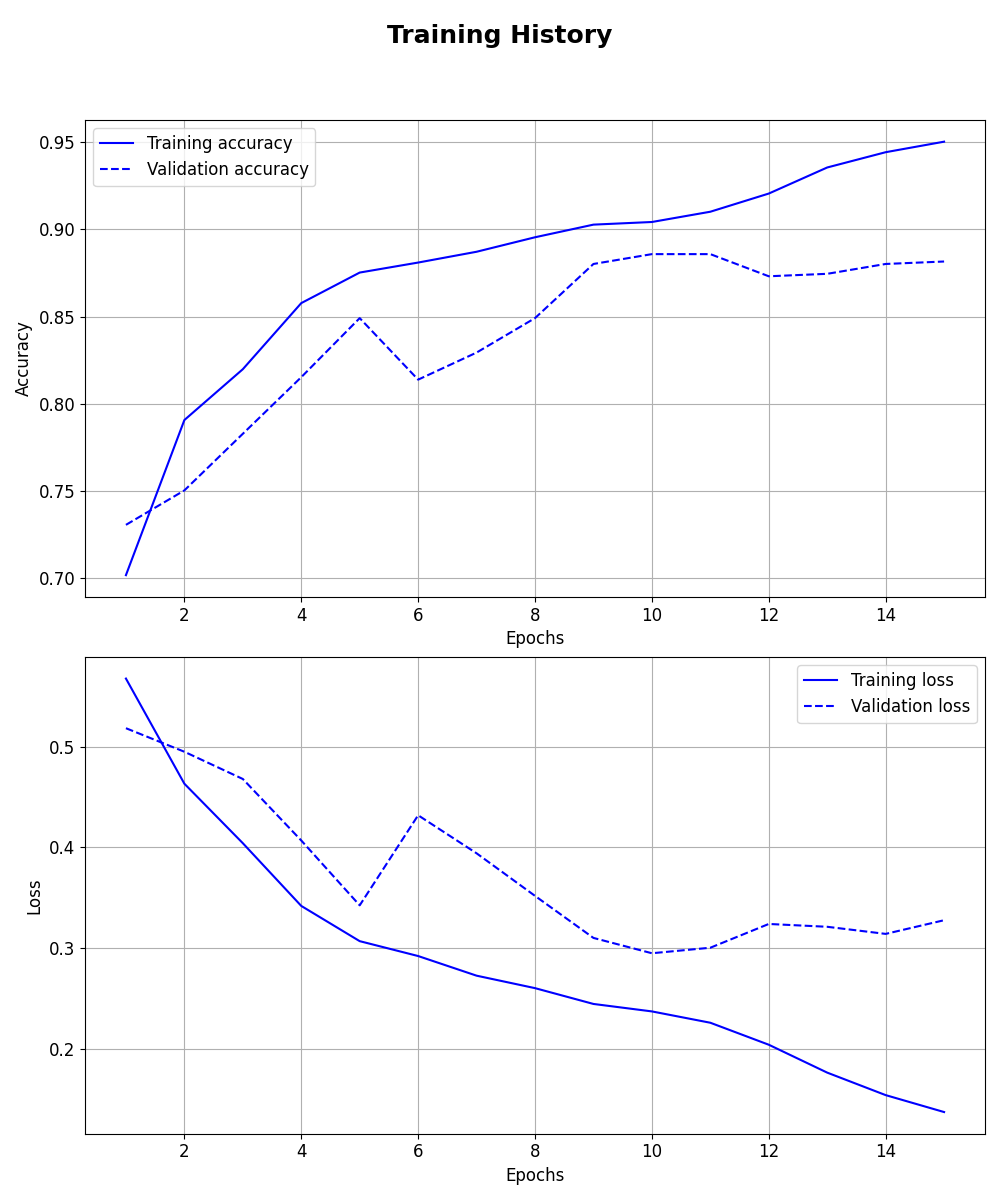 Training History
Training accuracy
Validation accuracy
0.95
0.90
0.85
0.80
0.75
0.70
Accuracy
2 4 6 8 10 12 14
Epochs
Training loss
Validation loss
0.5
0.4
0.3
0.2
Loss
2 4 6 8 10 12 14
Epochs